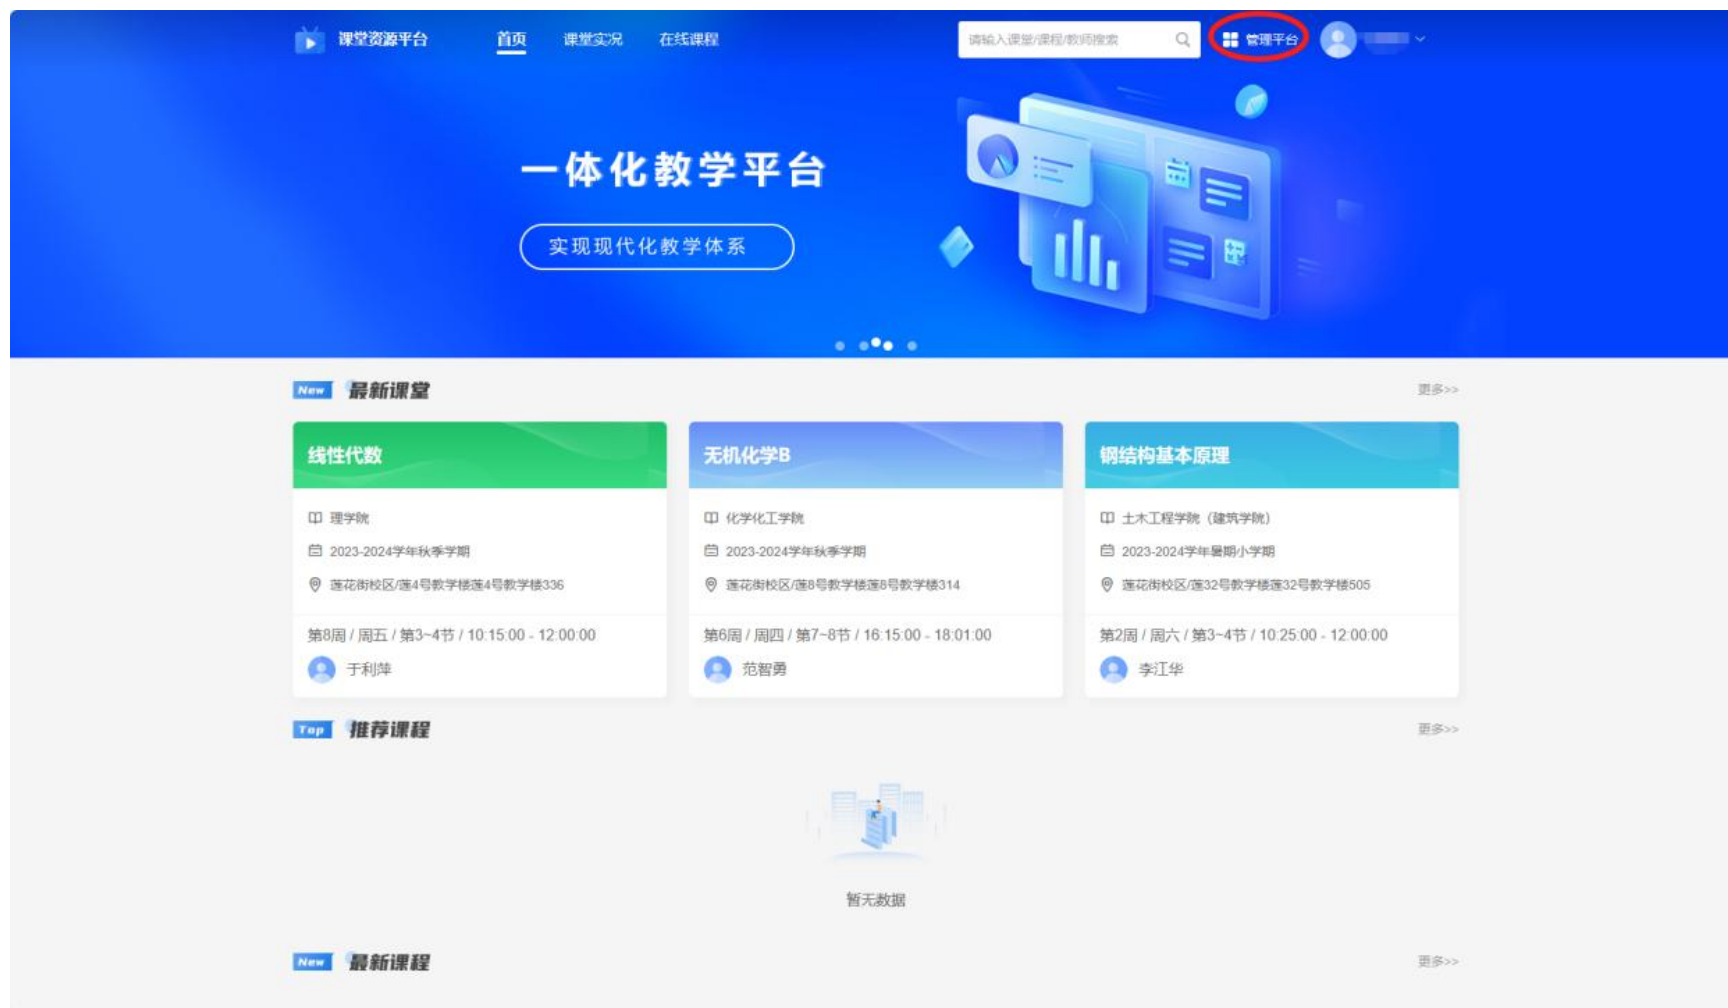 课堂资源平台 首页 课堂实况 在线课程 请输入课堂/课程/教师搜索 管理平台
一体化教学平台
实现现代化教学体系
New 最新课堂 更多>>
线性代数
理学院
2023-2024学年秋季学期
莲花街校区/莲4号教学楼莲4号教学楼336
第8周 / 周五 / 第3~4节 / 10:15:00 - 12:00:00
于利萍
无机化学B
化学化工学院
2023-2024学年秋季学期
莲花街校区/莲8号教学楼莲8号教学楼314
第6周 / 周四 / 第7~8节 / 16:15:00 - 18:01:00
范智勇
钢结构基本原理
土木工程学院（建筑学院）
2023-2024学年暑期小学期
莲花街校区/莲32号教学楼莲32号教学楼505
第2周 / 周六 / 第3~4节 / 10:25:00 - 12:00:00
李江华
Top 推荐课程 更多>>
暂无数据
New 最新课程 更多>>